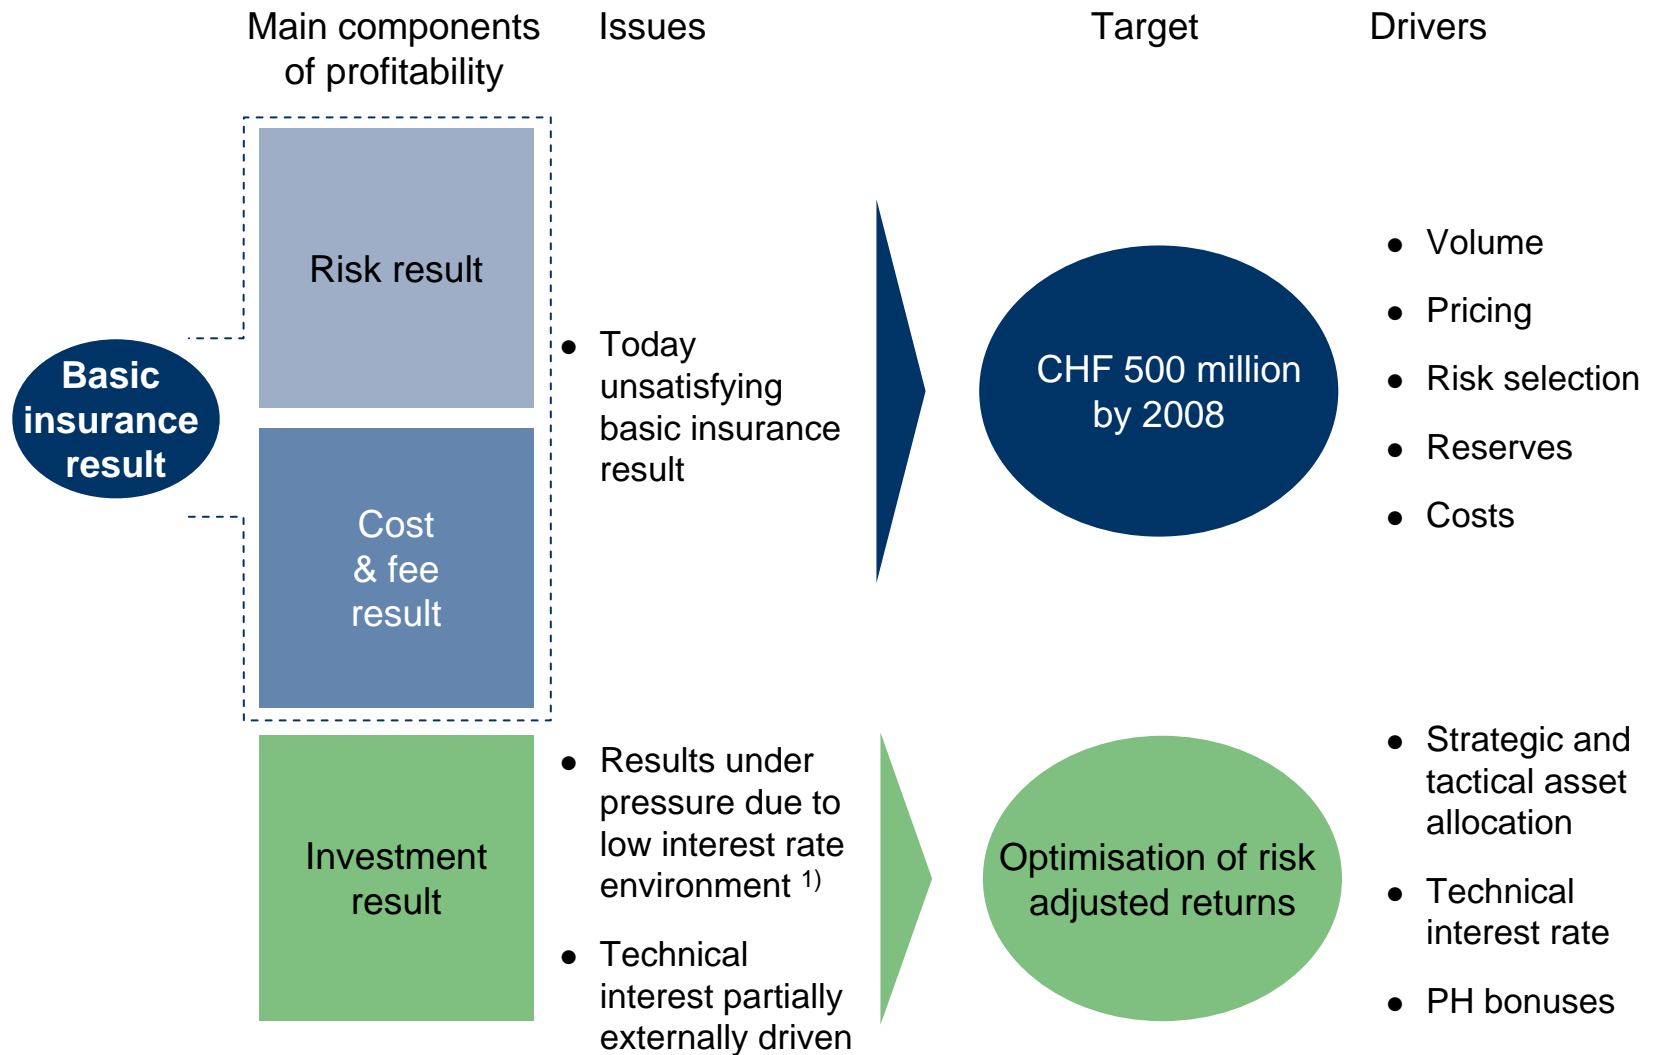 Main components
of profitability
Issues
Target
Drivers
Basic
insurance
result
Risk result
Cost
& fee
result
● Today
unsatisfying
basic insurance
result
CHF 500 million
by 2008
● Volume
● Pricing
● Risk selection
● Reserves
● Costs
Investment
result
● Results under
pressure due to
low interest rate
environment 1)
● Technical
interest partially
externally driven
Optimisation of risk
adjusted returns
● Strategic and
tactical asset
allocation
● Technical
interest rate
● PH bonuses